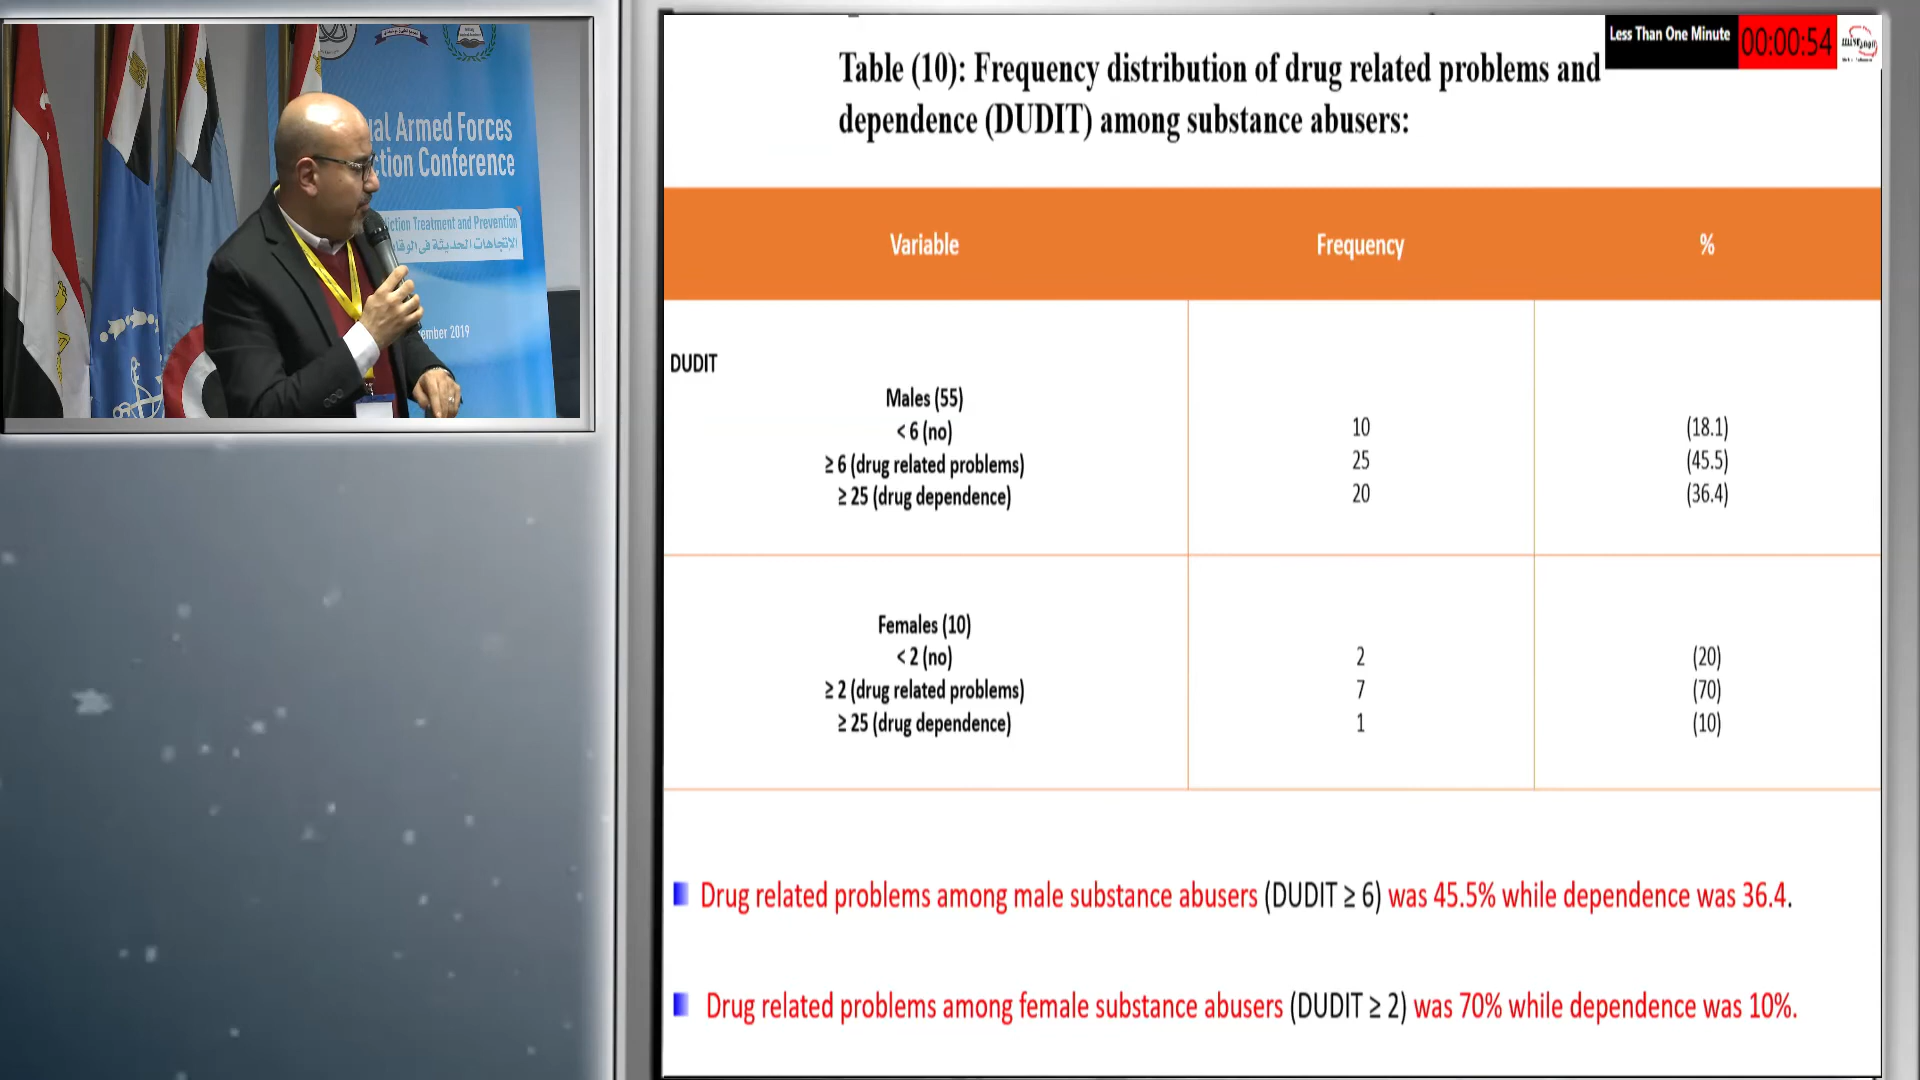 ual Armed Forces
ction Conference
iction Treatment and Prevention
الاتجاهات الحديثة فى الوقا
ember 2019
Less Than One Minute
00:00:54
Table (10): Frequency distribution of drug related problems and
dependence (DUDIT) among substance abusers:
Variable Frequency %
DUDIT
Males (55)
< 6 (no) 10 (18.1)
≥ 6 (drug related problems) 25 (45.5)
≥ 25 (drug dependence) 20 (36.4)
Females (10)
< 2 (no) 2 (20)
≥ 2 (drug related problems) 7 (70)
≥ 25 (drug dependence) 1 (10)
Drug related problems among male substance abusers (DUDIT ≥ 6) was 45.5% while dependence was 36.4.
Drug related problems among female substance abusers (DUDIT ≥ 2) was 70% while dependence was 10%.